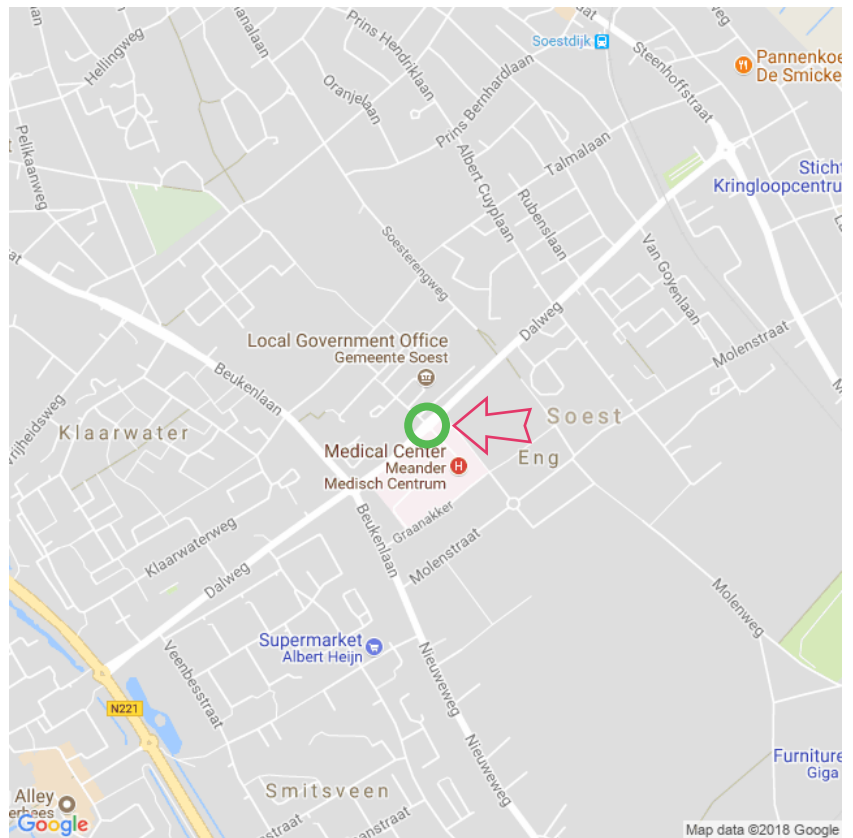 Hellingweg
Prins Hendriklaan
Soestdijk
Steenhoffstraat
Pannenkoe
De Smicke
Oranjelaan
Prins Bernhardlaan
Pelikaanweg
Albert Cuyplaan
Talmalaan
Sticht
Kringloopcentru
Rubenslaan
Soesterengweg
Van Goyenlaan
Dalweg
Molenstraat
Local Government Office
Gemeente Soest
Beukenlaan
Soest
Eng
Klaarwater
Medical Center
Meander
Medisch Centrum
H
Graanakker
Beukenlaan
Molenstraat
Klaarwaterweg
Dalweg
Molenweg
Supermarket
Albert Heijn
Veenbesstraat
Nieuweweg
N221
Nieuweweg
Furniture
Giga
Smitsveen
Alley
erhees
Google
Map data ©2018 Google